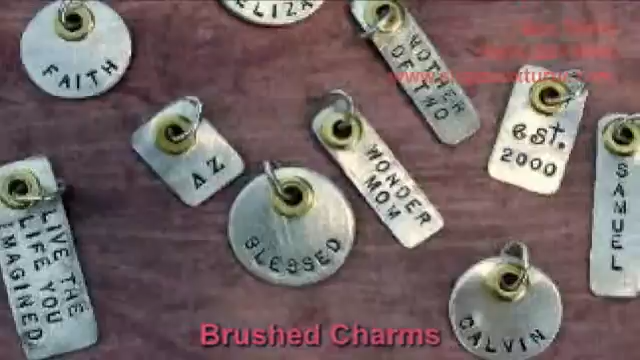 ELIZA
FAITH
MOTHER
OF TWO
est.
2000
ΔZ
WONDER
MOM
SAMUEL
BLESSED
LIVE THE
LIFE YOU
IMAGINED.
CALVIN
Brushed Charms